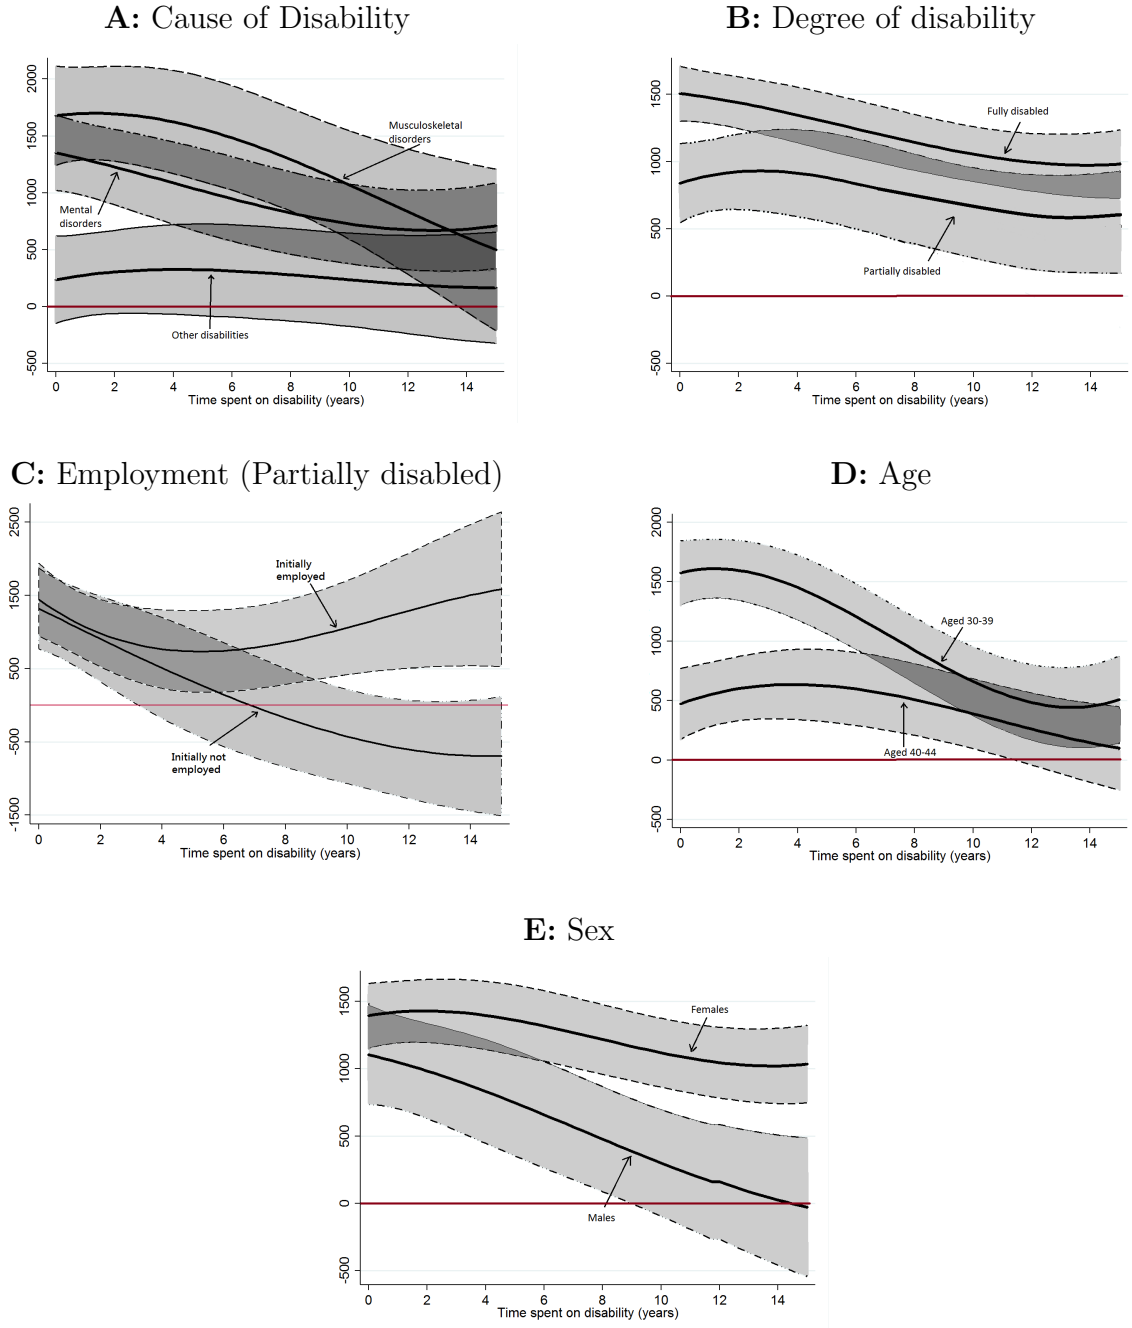 A: Cause of Disability
2000
1500
1000
500
0
-500
Musculoskeletal
disorders
Mental
disorders
Other disabilities
0 2 4 6 8 10 12 14
Time spent on disability (years)
B: Degree of disability
1500
1000
500
0
-500
Fully disabled
Partially disabled
0 2 4 6 8 10 12 14
Time spent on disability (years)
C: Employment (Partially disabled)
2500
1500
500
-500
-1500
Initially
employed
Initially not
employed
0 2 4 6 8 10 12 14
Time spent on disability (years)
D: Age
2000
1500
1000
500
0
-500
Aged 30-39
Aged 40-44
0 2 4 6 8 10 12 14
Time spent on disability (years)
E: Sex
1500
1000
500
0
-500
Females
Males
0 2 4 6 8 10 12 14
Time spent on disability (years)